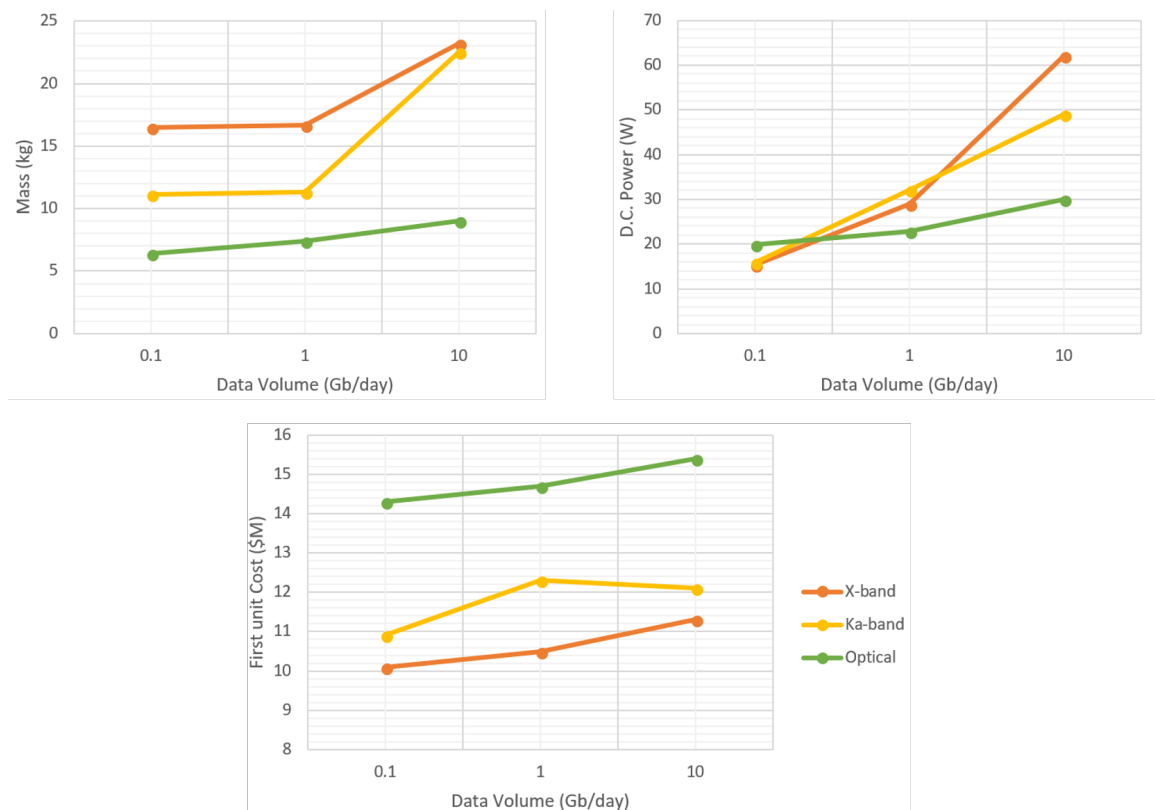 25
20
15
10
5
0
Mass (kg)
0.1 1 10
Data Volume (Gb/day)
70
60
50
40
30
20
10
0
D.C. Power (W)
0.1 1 10
Data Volume (Gb/day)
16
15
14
13
12
11
10
9
8
First unit Cost ($M)
0.1 1 10
Data Volume (Gb/day)
X-band
Ka-band
Optical